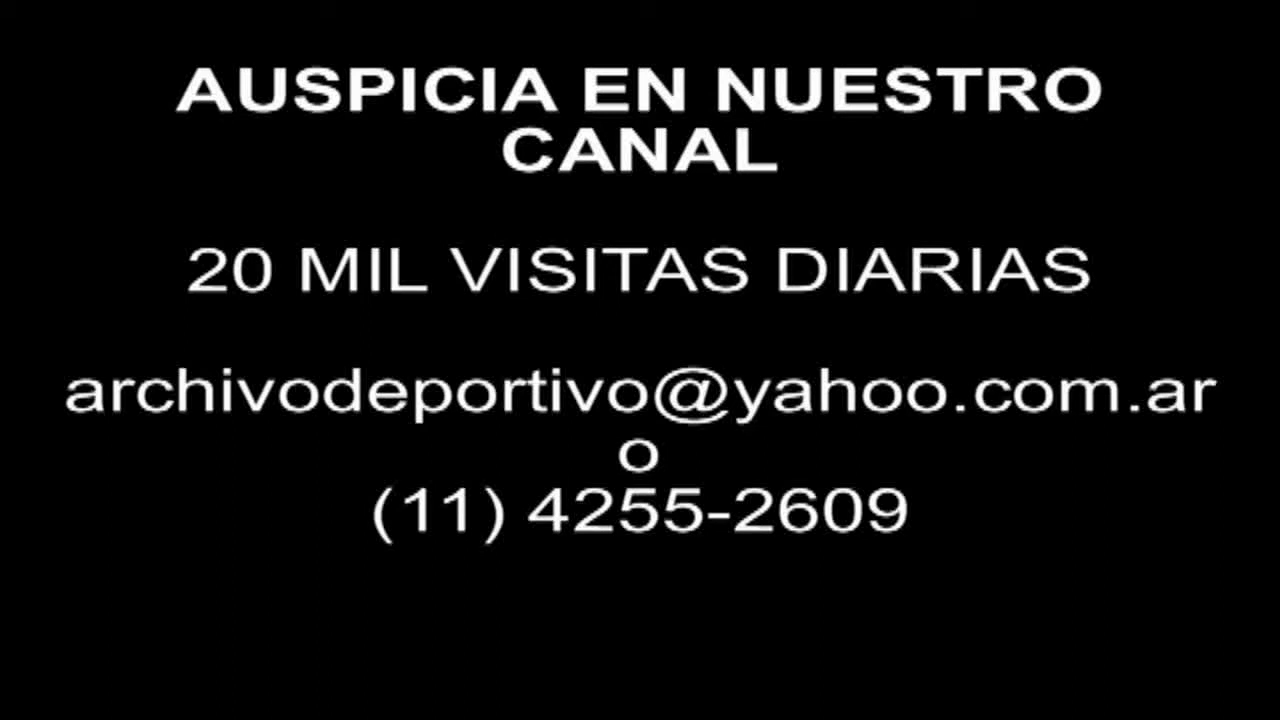 AUSPICIA EN NUESTRO
CANAL
20 MIL VISITAS DIARIAS
archivodeportivo@yahoo.com.ar
o
(11) 4255-2609